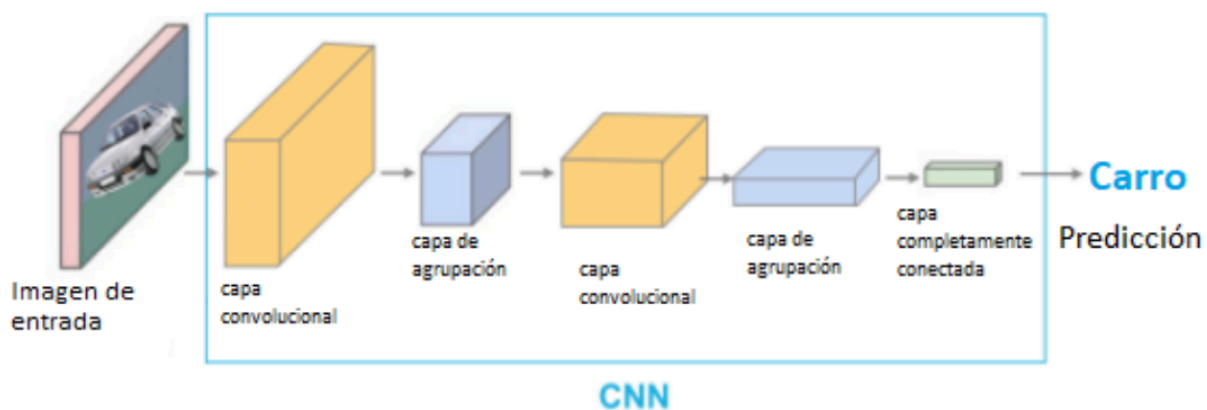 Imagen de
entrada
capa
convolucional
capa de
agrupación
capa
convolucional
capa de
agrupación
capa
completamente
conectada
Carro
Predicción
CNN